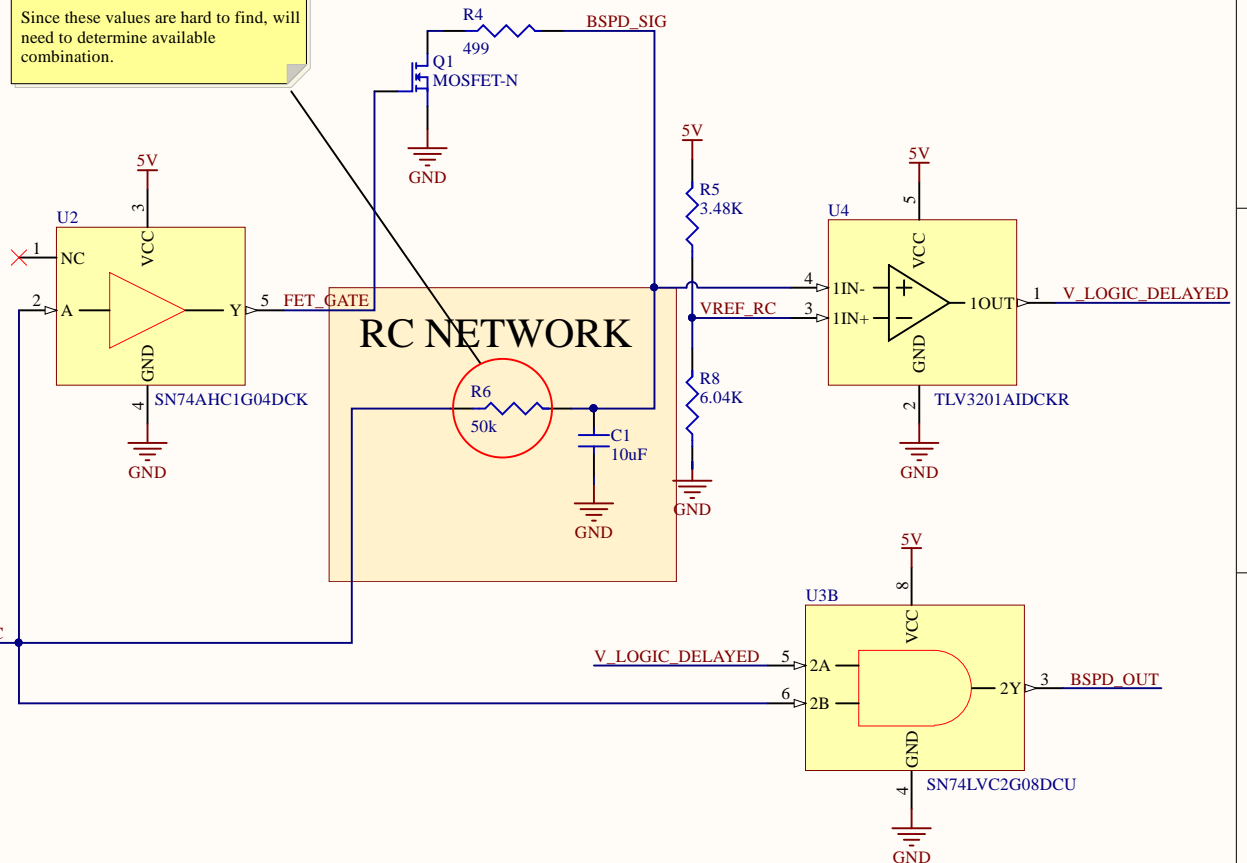 Since these values are hard to find, will
need to determine available
combination.
R4
499
BSPD_SIG
Q1
MOSFET-N
GND
5V
3
U2
1
NC
VCC
2
A
Y
5
FET_GATE
GND
4
SN74AHC1G04DCK
GND
RC NETWORK
R6
50k
C1
10uF
GND
5V
R5
3.48K
VREF_RC
R8
6.04K
GND
5V
5
U4
VCC
4
1IN-
3
1IN+
1OUT
1
V_LOGIC_DELAYED
GND
2
TLV3201AIDCKR
GND
5V
8
U3B
VCC
V_LOGIC_DELAYED
5
2A
6
2B
2Y
3
BSPD_OUT
GND
4
SN74LVC2G08DCU
GND